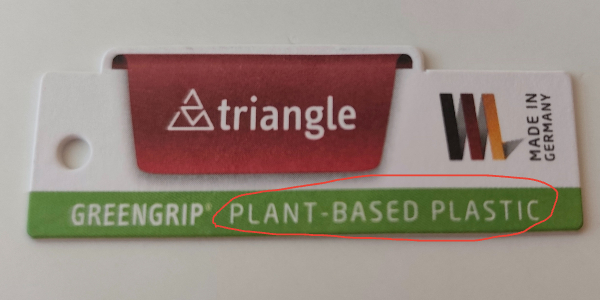 triangle
MADE IN
GERMANY
GREENGRIP® PLANT-BASED PLASTIC